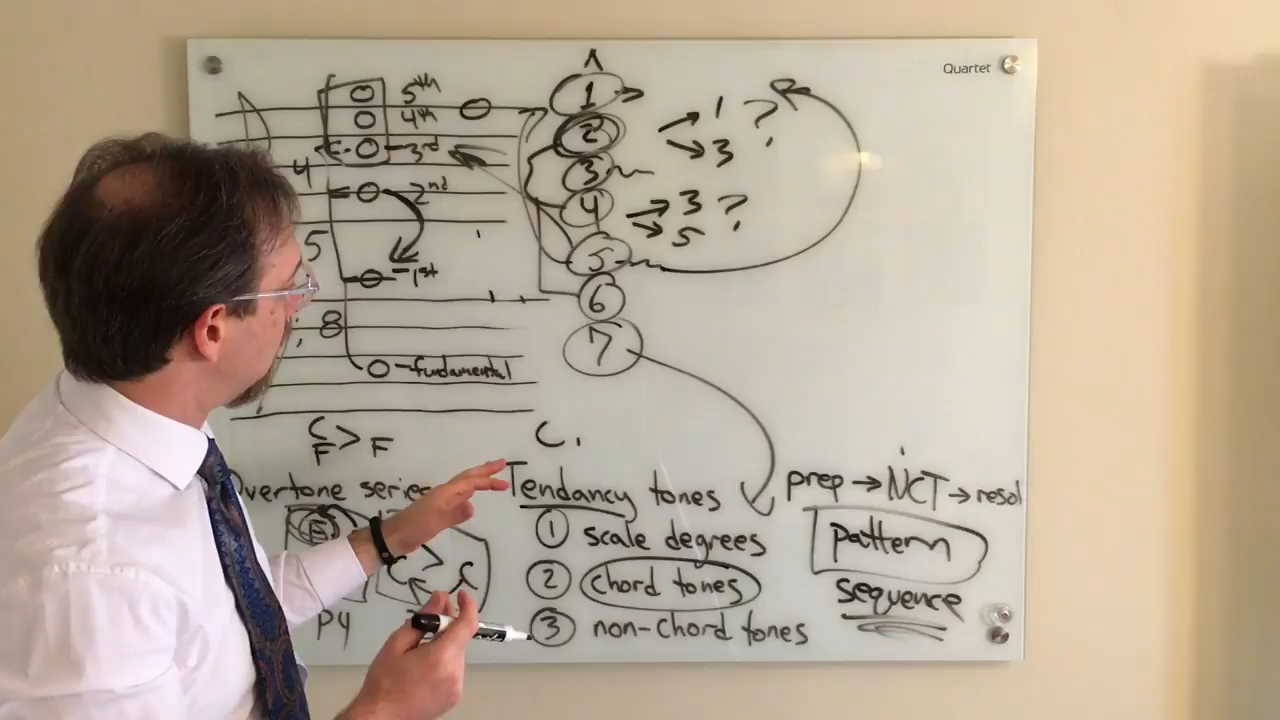 Quartet
5th
4th
3rd
4
2nd
5
1st
8
fundamental
^
1
2 → 1 ?
→ 3
3
4 → 3 ?
→ 5
5
6
7
C
F > F
C.
Overtone series
P4
C
Tendancy tones
1 scale degrees
2 chord tones
3 non-chord tones
prep → NCT → resol
pattern
sequence